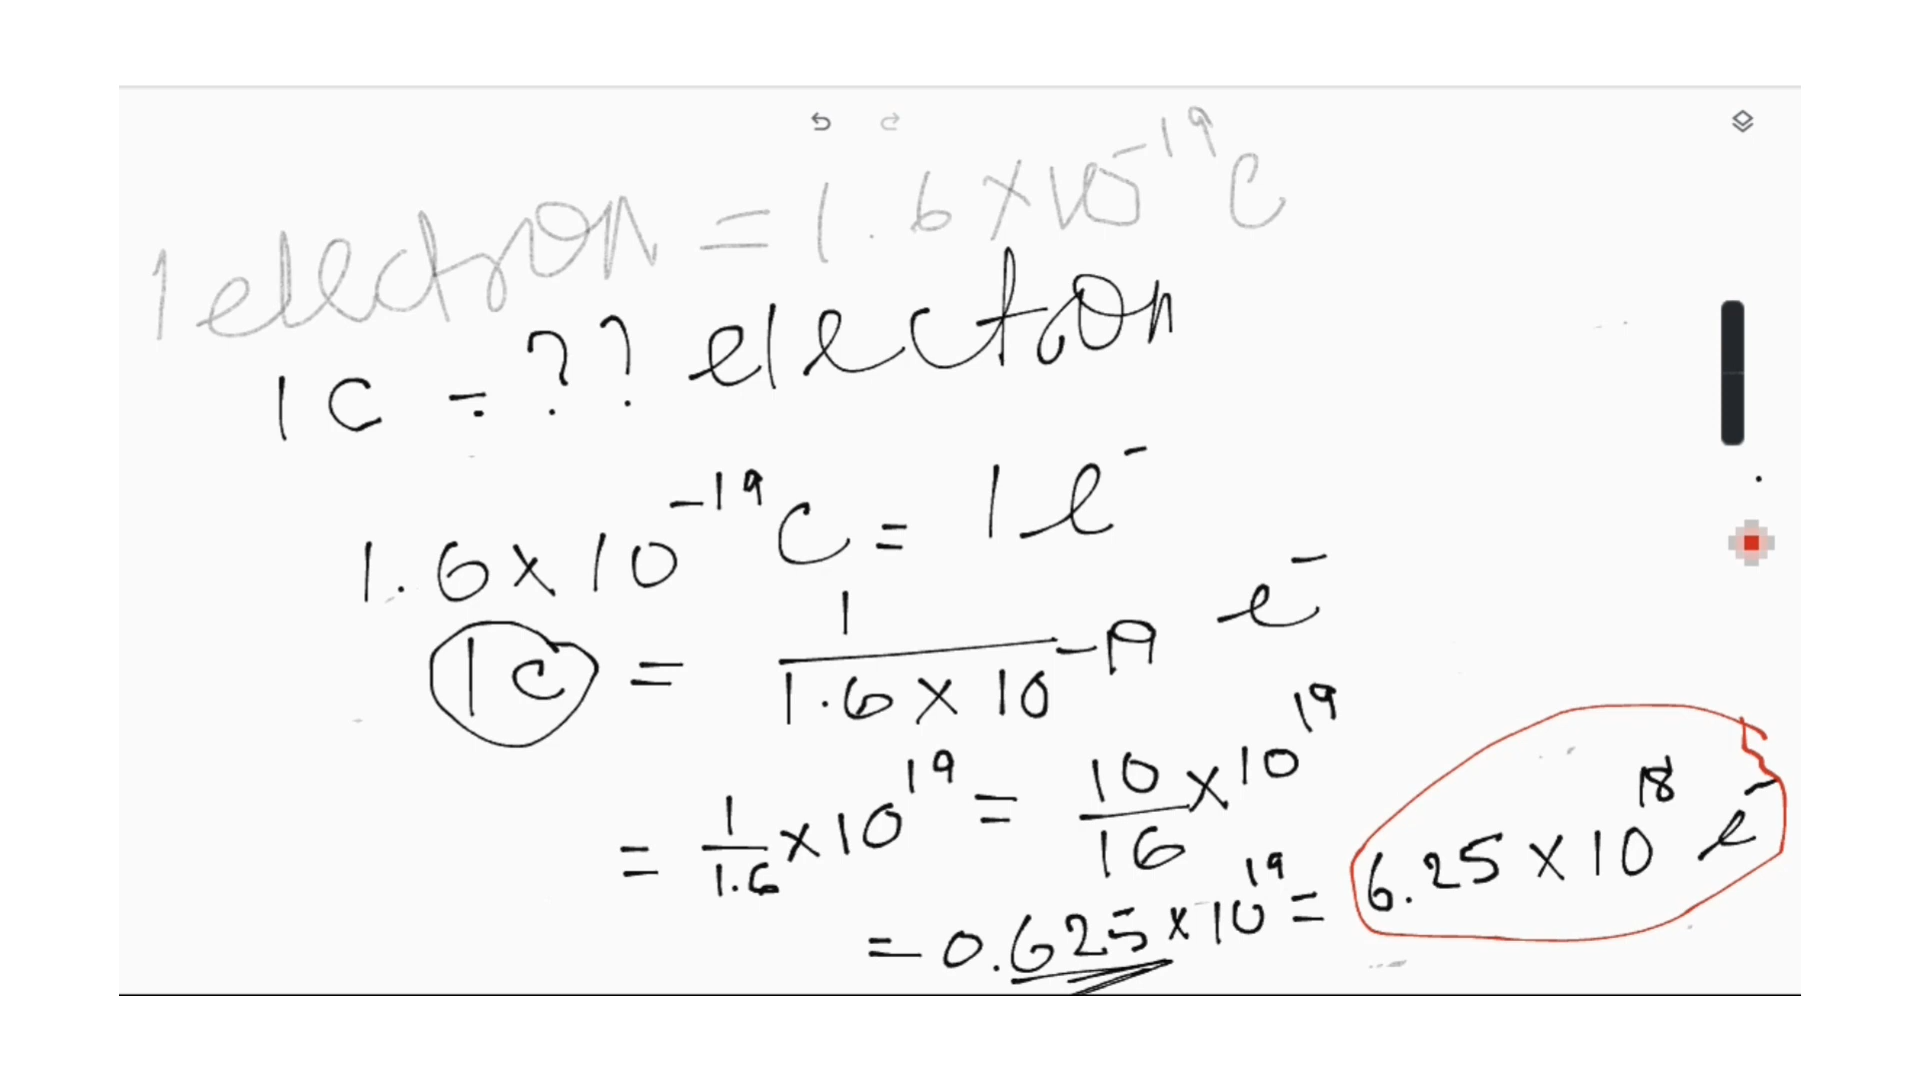 1 electron = 1.6 × 10⁻¹⁹ C
1 C = ?? electron
1.6 × 10⁻¹⁹ C = 1 e⁻
1 C = 1 / 1.6 × 10⁻¹⁹ e⁻
= 1/1.6 × 10¹⁹ = 10/16 × 10¹⁹
= 0.625 × 10¹⁹ = 6.25 × 10¹⁸ e⁻